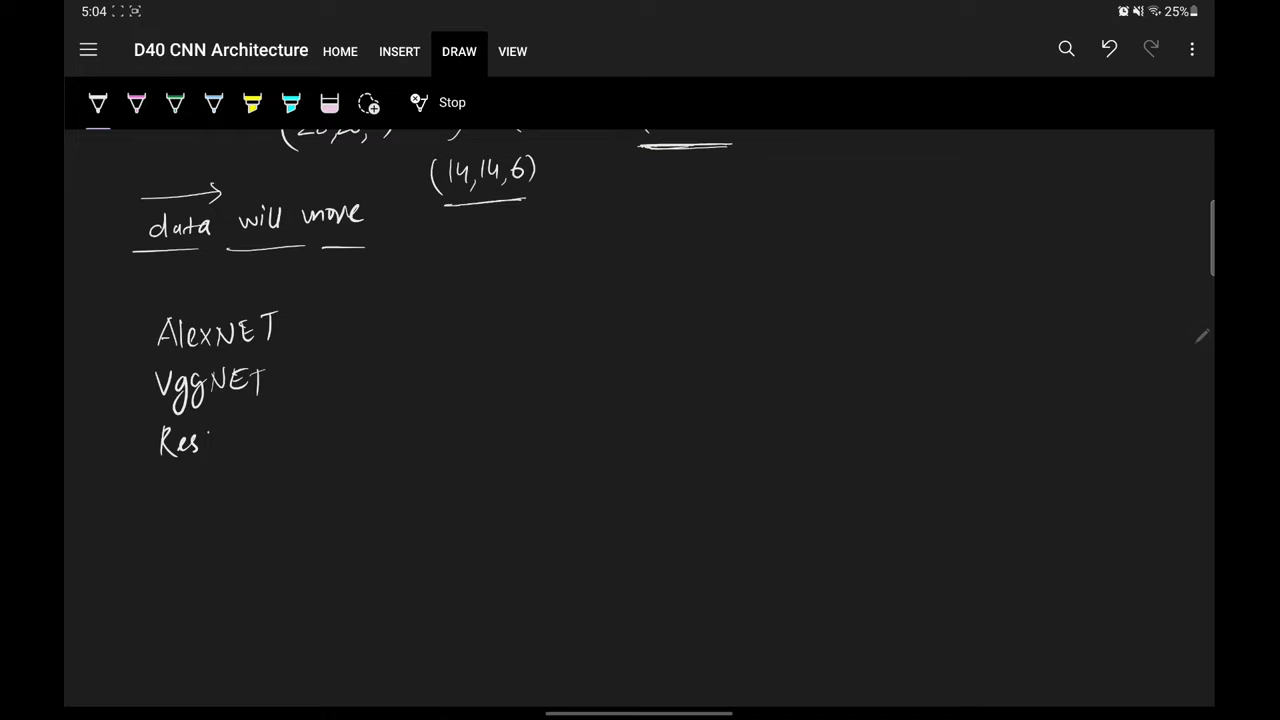 5:04 25%
D40 CNN Architecture HOME INSERT DRAW VIEW
Stop
(14,14,6)
data will move
AlexNET
VggNET
Res